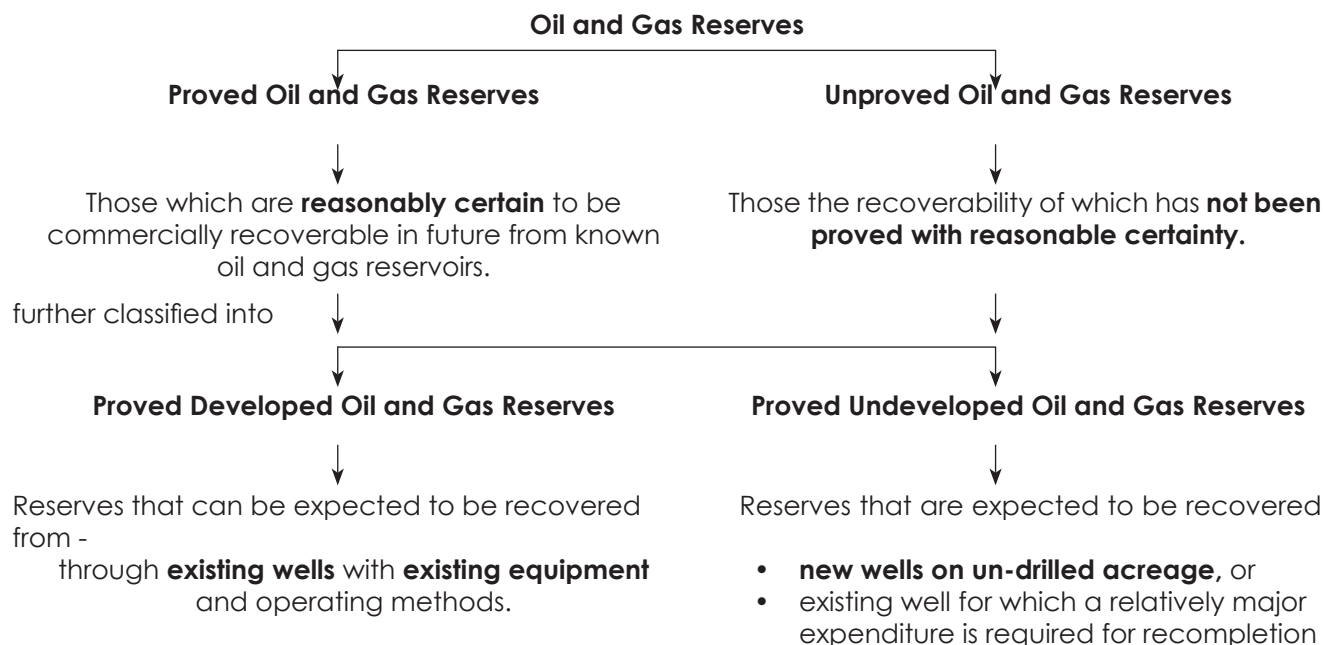 Oil and Gas Reserves
Proved Oil and Gas Reserves
Unproved Oil and Gas Reserves
Those which are reasonably certain to be
commercially recoverable in future from known
oil and gas reservoirs.
Those the recoverability of which has not been
proved with reasonable certainty.
further classified into
Proved Developed Oil and Gas Reserves
Proved Undeveloped Oil and Gas Reserves
Reserves that can be expected to be recovered
from -
through existing wells with existing equipment
and operating methods.
Reserves that are expected to be recovered
• new wells on un-drilled acreage, or
• existing well for which a relatively major
expenditure is required for recompletion